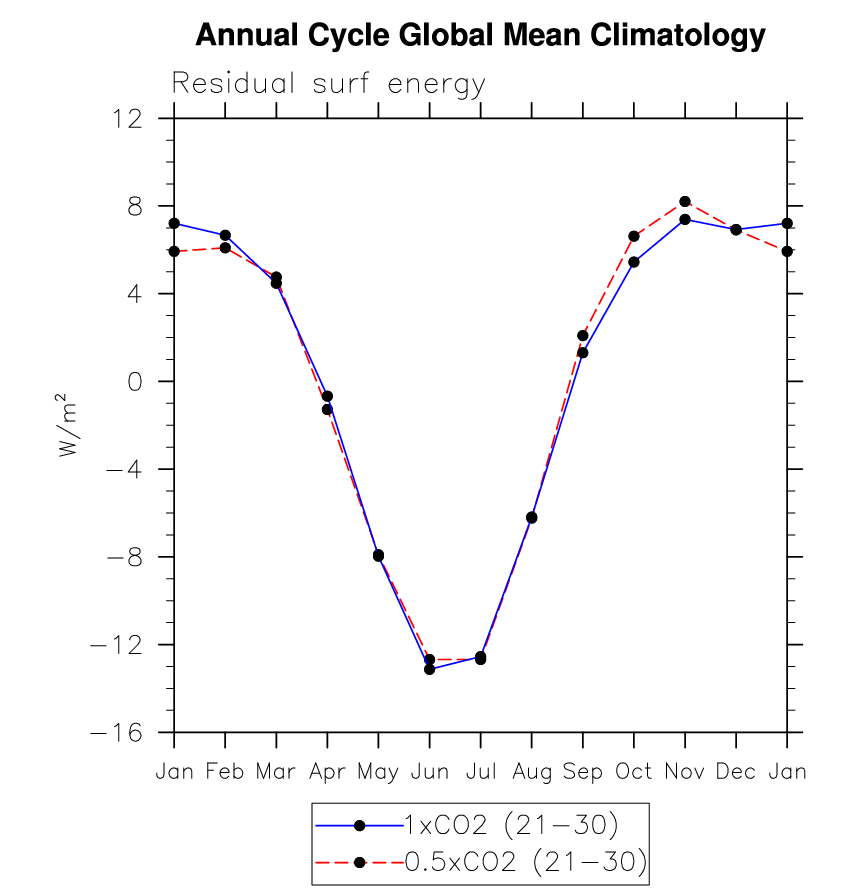 Annual Cycle Global Mean Climatology
Residual surf energy
12
8
4
0
−4
−8
−12
−16
W/m²
Jan Feb Mar Apr May Jun Jul Aug Sep Oct Nov Dec Jan
1xCO2 (21−30)
0.5xCO2 (21−30)